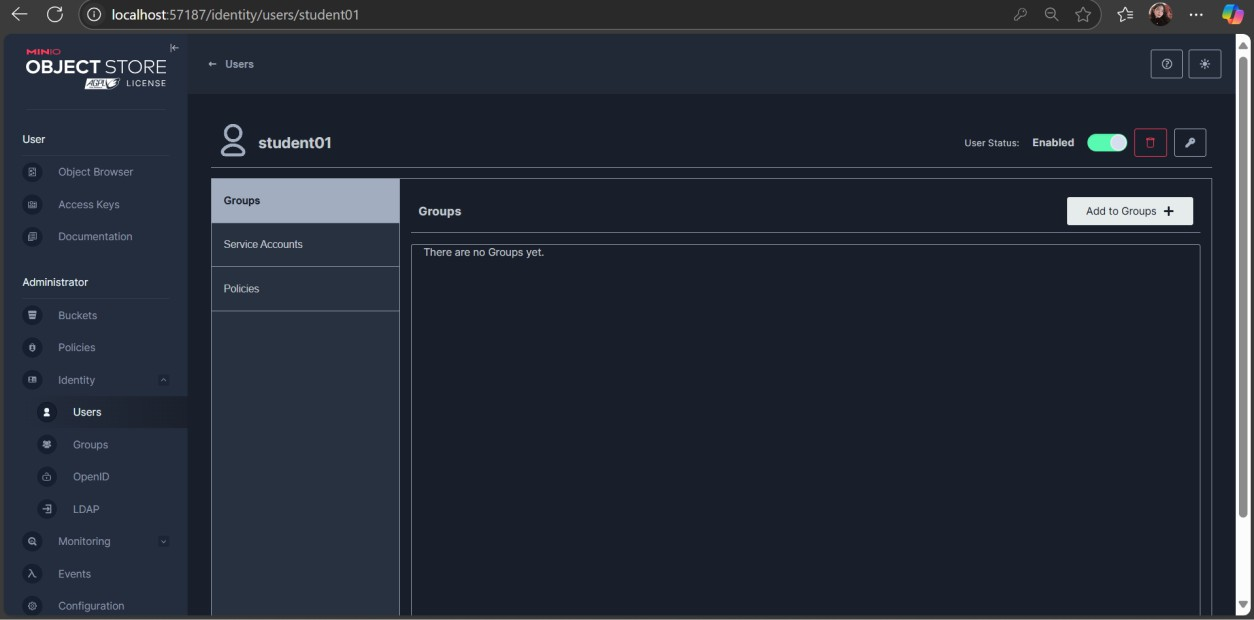 localhost:57187/identity/users/student01
MINIO
OBJECT STORE
AGPL V3 LICENSE
← Users
User
Object Browser
Access Keys
Documentation
Administrator
Buckets
Policies
Identity
Users
Groups
OpenID
LDAP
Monitoring
Events
Configuration
student01
User Status: Enabled
Groups
Service Accounts
Policies
Groups
Add to Groups +
There are no Groups yet.